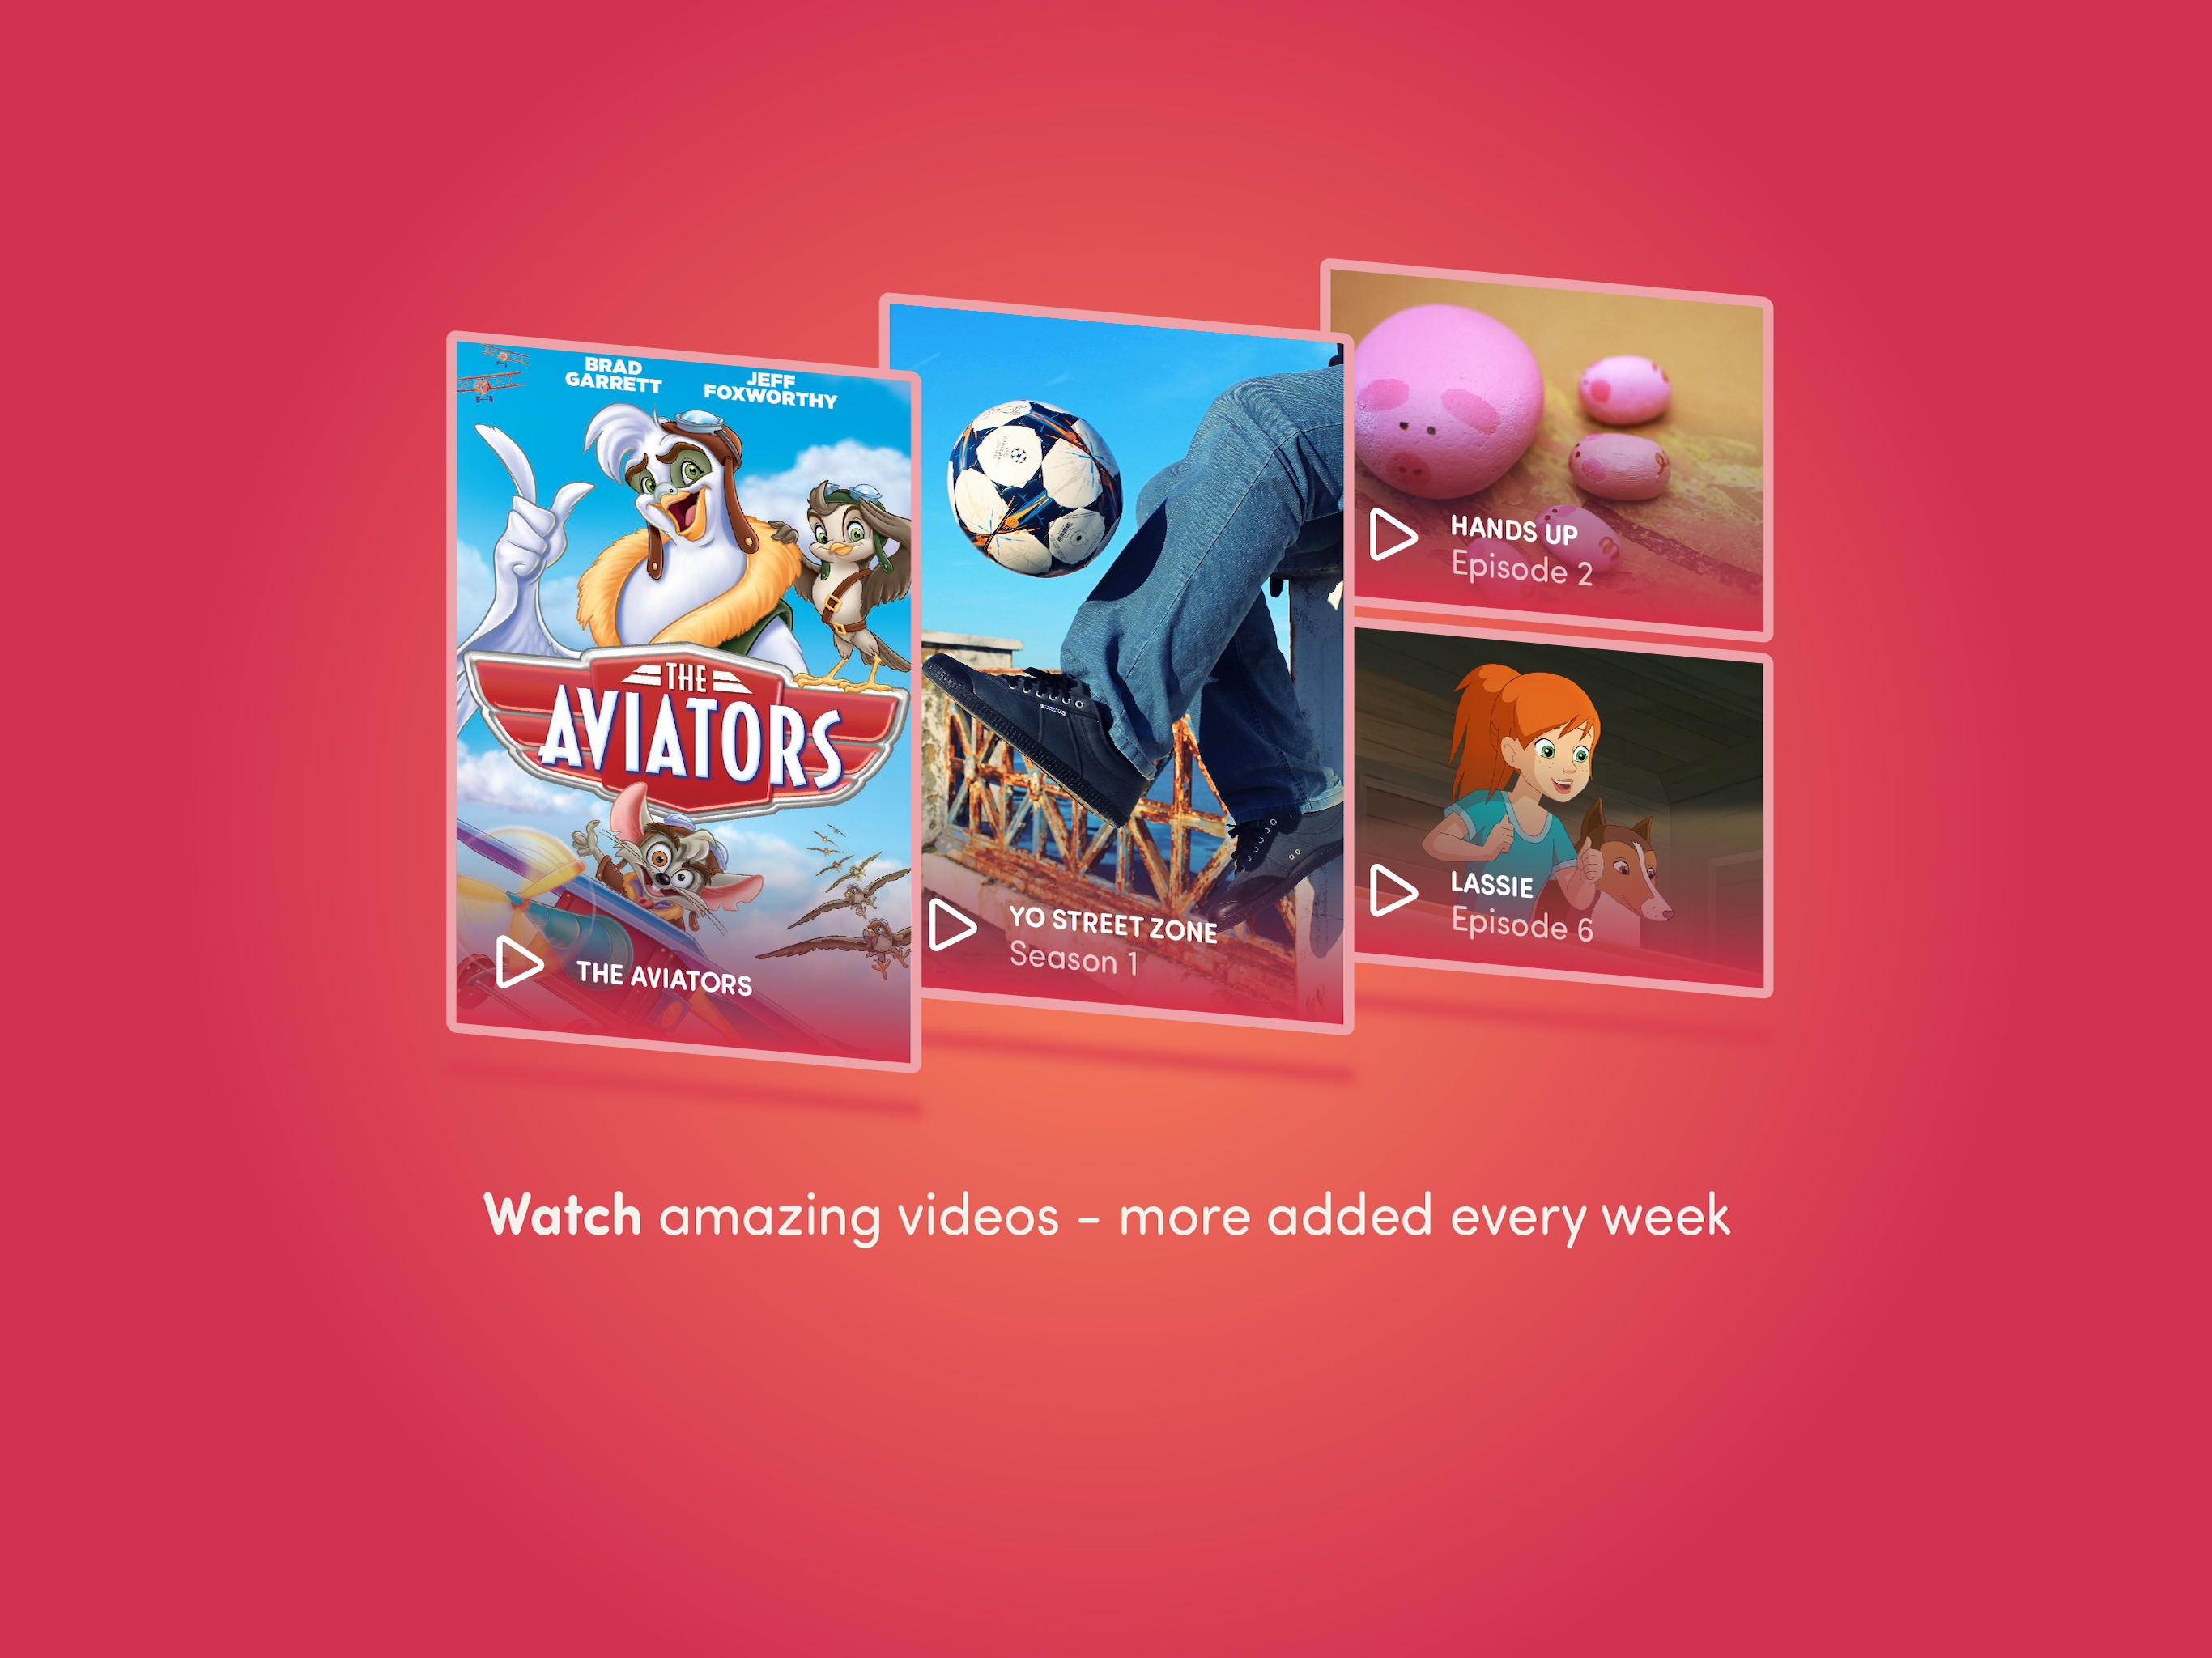 BRAD
GARRETT
JEFF
FOXWORTHY
THE
AVIATORS
THE AVIATORS
YO STREET ZONE
Season 1
HANDS UP
Episode 2
LASSIE
Episode 6
Watch amazing videos - more added every week